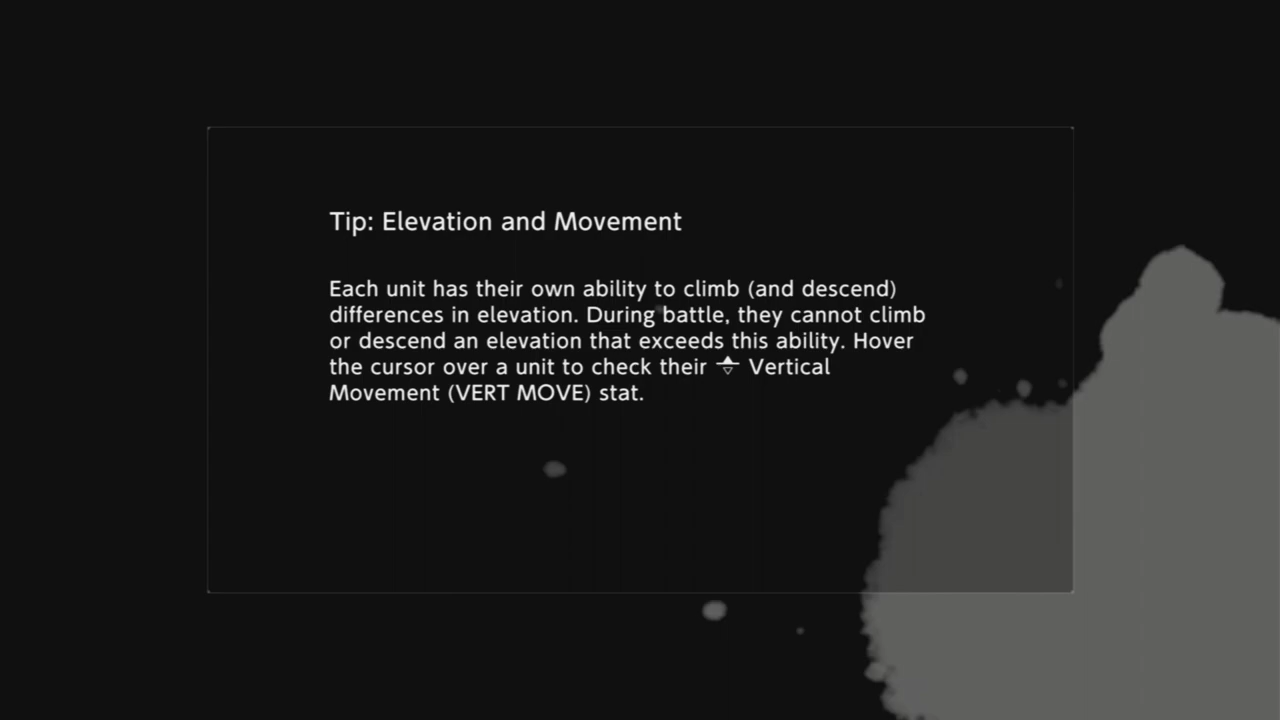 Tip: Elevation and Movement
Each unit has their own ability to climb (and descend)
differences in elevation. During battle, they cannot climb
or descend an elevation that exceeds this ability. Hover
the cursor over a unit to check their Vertical
Movement (VERT MOVE) stat.